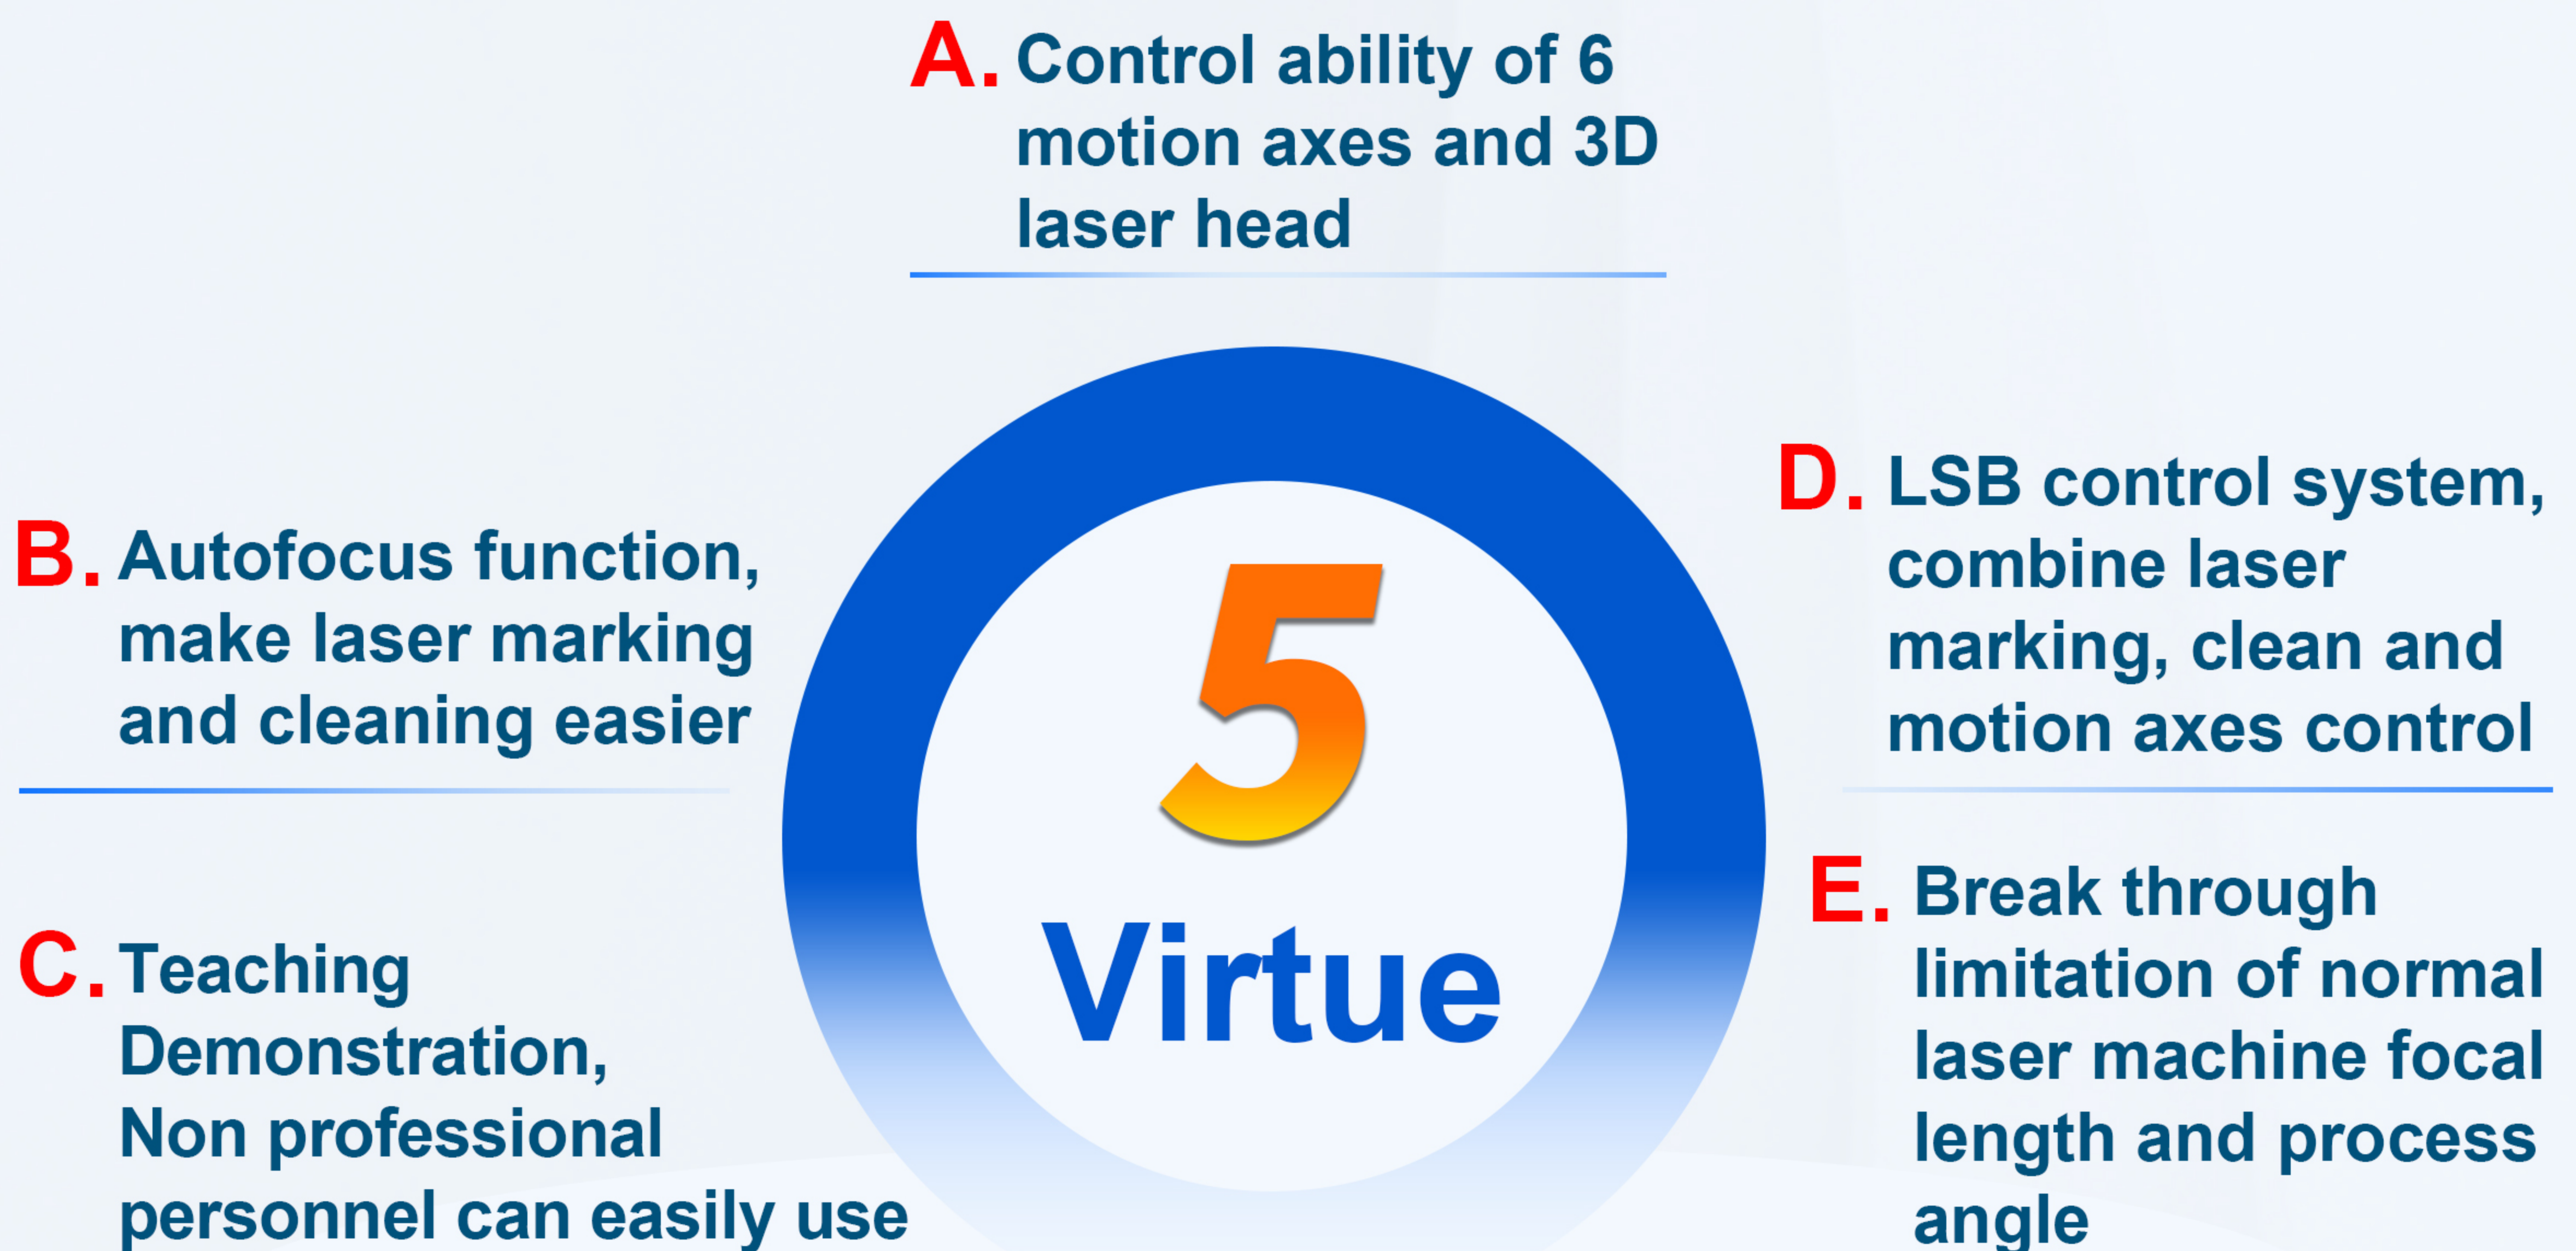 A. Control ability of 6
motion axes and 3D
laser head
B. Autofocus function,
make laser marking
and cleaning easier
C. Teaching
Demonstration,
Non professional
personnel can easily use
5
Virtue
D. LSB control system,
combine laser
marking, clean and
motion axes control
E. Break through
limitation of normal
laser machine focal
length and process
angle